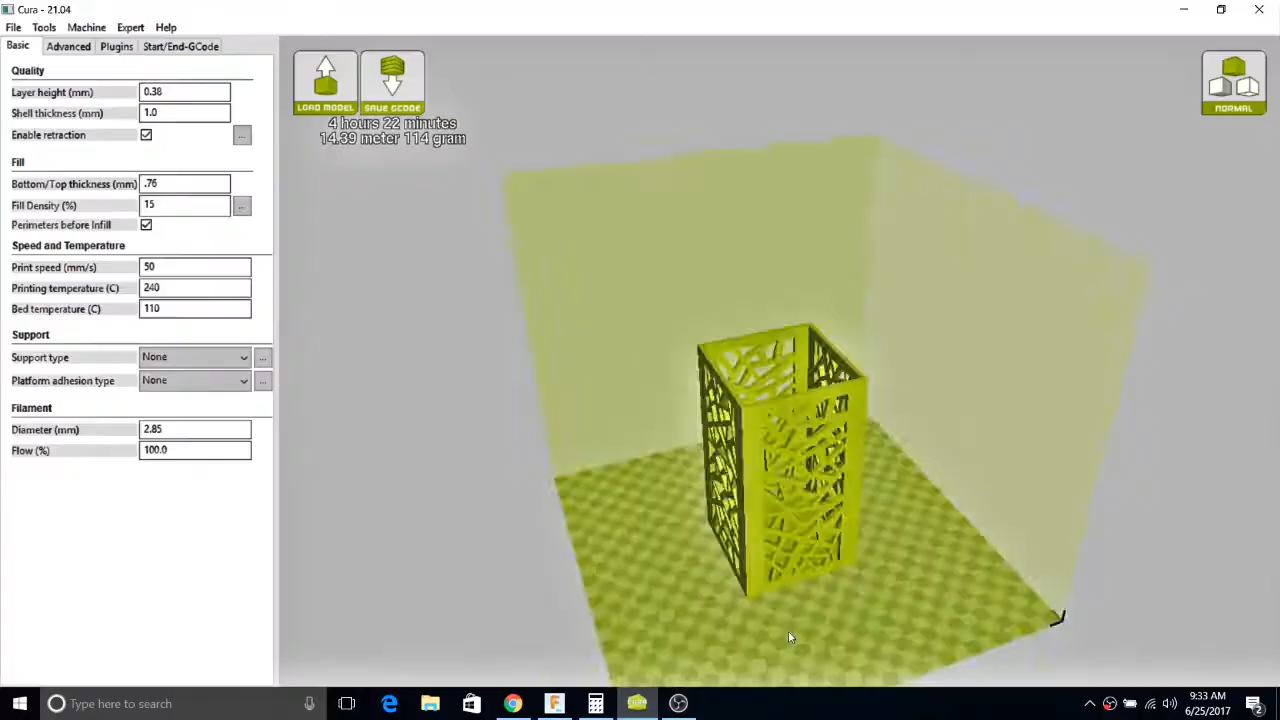 Cura - 21.04
File Tools Machine Expert Help
Basic Advanced Plugins Start/End-GCode
Quality
Layer height (mm) 0.38
Shell thickness (mm) 1.0
Enable retraction ...
Fill
Bottom/Top thickness (mm) .76
Fill Density (%) 15 ...
Perimeters before Infill
Speed and Temperature
Print speed (mm/s) 50
Printing temperature (C) 240
Bed temperature (C) 110
Support
Support type None ...
Platform adhesion type None ...
Filament
Diameter (mm) 2.85
Flow (%) 100.0
LOAD MODEL SAVE GCODE
4 hours 22 minutes
14.39 meter 114 gram
NORMAL
Type here to search
9:33 AM
6/25/2017
2